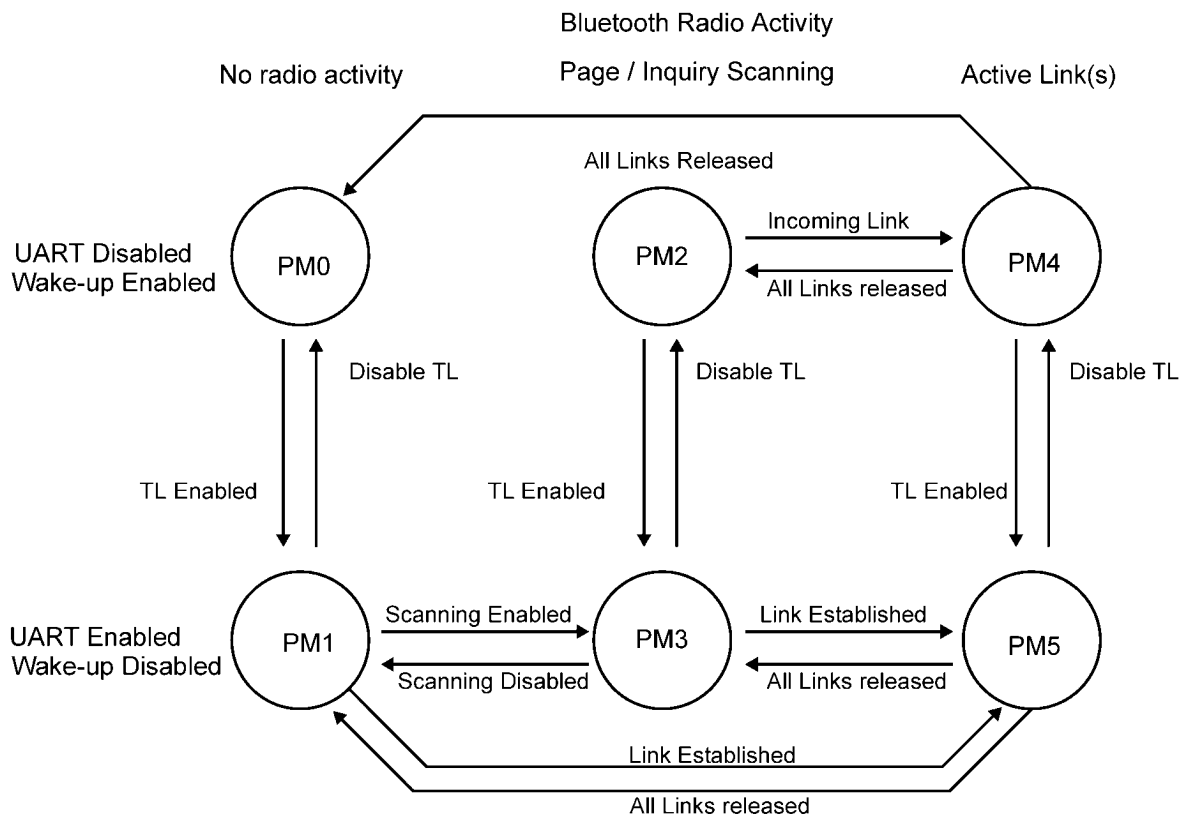 Bluetooth Radio Activity
No radio activity
Page / Inquiry Scanning
Active Link(s)
All Links Released
Incoming Link
UART Disabled
Wake-up Enabled
PM0
PM2
PM4
All Links released
Disable TL
Disable TL
Disable TL
TL Enabled
TL Enabled
TL Enabled
Scanning Enabled
Link Established
UART Enabled
Wake-up Disabled
PM1
PM3
PM5
Scanning Disabled
All Links released
Link Established
All Links released